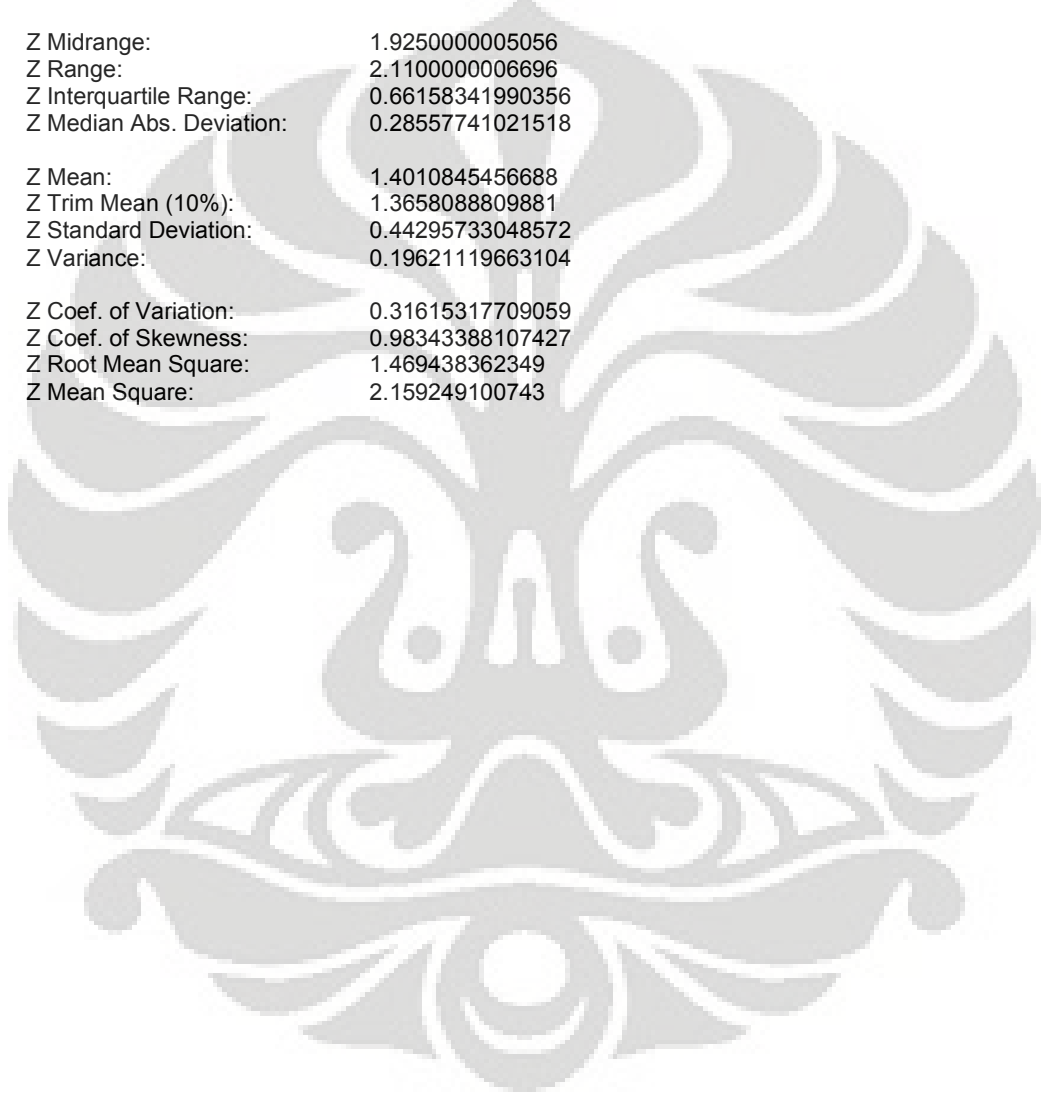 Z Midrange: 1.9250000005056
Z Range: 2.1100000006696
Z Interquartile Range: 0.66158341990356
Z Median Abs. Deviation: 0.28557741021518
Z Mean: 1.4010845456688
Z Trim Mean (10%): 1.3658088809881
Z Standard Deviation: 0.44295733048572
Z Variance: 0.19621119663104
Z Coef. of Variation: 0.31615317709059
Z Coef. of Skewness: 0.98343388107427
Z Root Mean Square: 1.469438362349
Z Mean Square: 2.159249100743